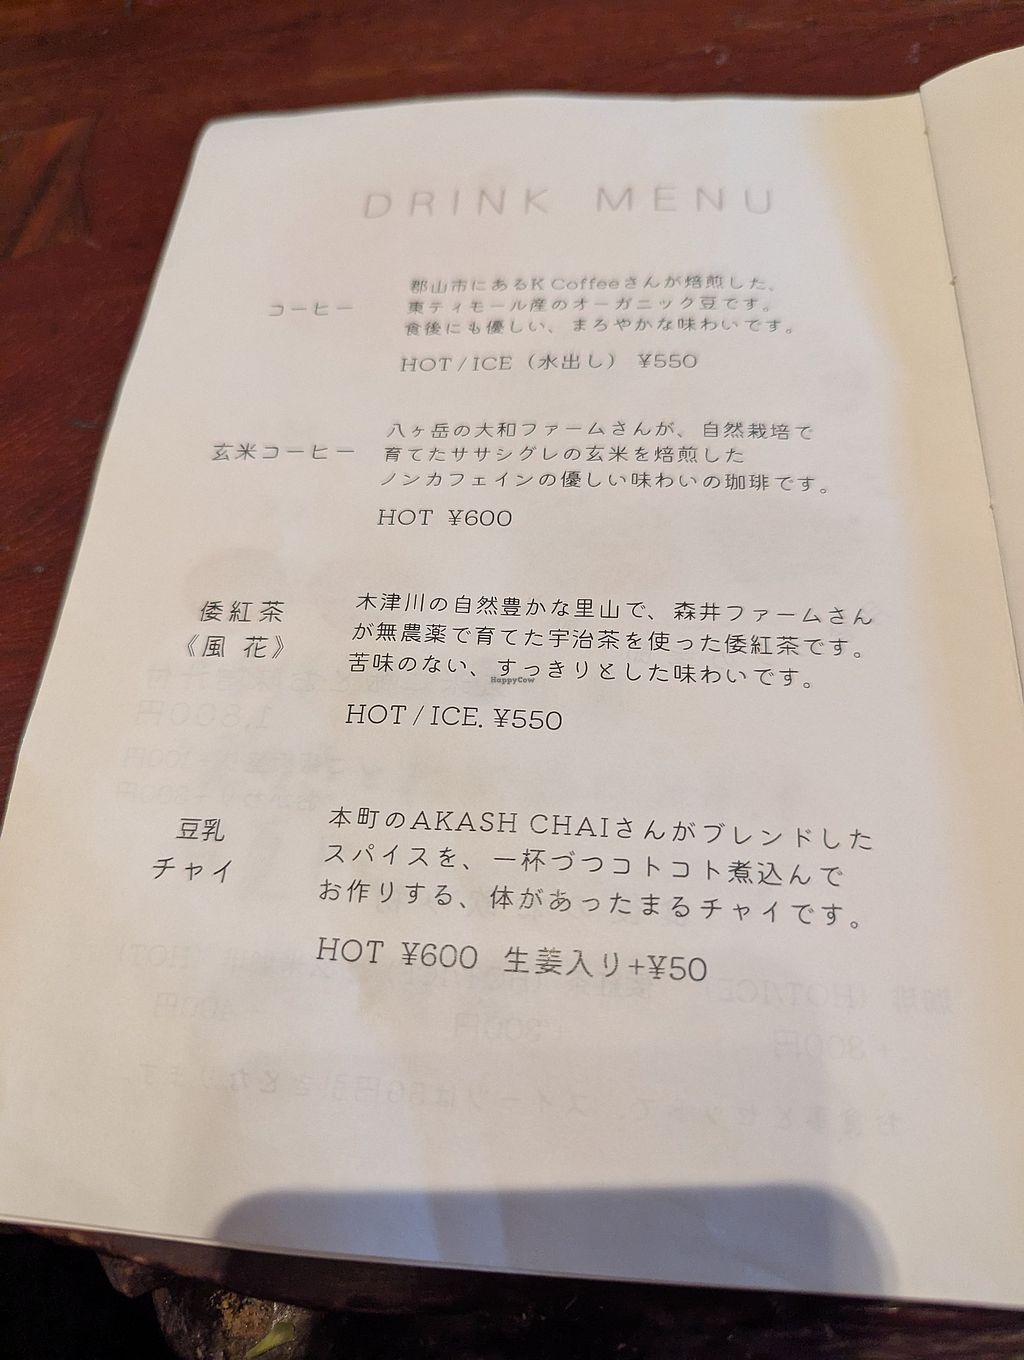 DRINK MENU
コーヒー
郡山市にあるK Coffeeさんが焙煎した、
東ティモール産のオーガニック豆です。
食後にも優しい、まろやかな味わいです。
HOT / ICE（水出し） ¥550
玄米コーヒー
八ヶ岳の大和ファームさんが、自然栽培で
育てたササシグレの玄米を焙煎した
ノンカフェインの優しい味わいの珈琲です。
HOT ¥600
倭紅茶
《風 花》
木津川の自然豊かな里山で、森井ファームさん
が無農薬で育てた宇治茶を使った倭紅茶です。
苦味のない、すっきりとした味わいです。
HappyCow
HOT / ICE. ¥550
豆乳
チャイ
本町のAKASH CHAIさんがブレンドした
スパイスを、一杯づつコトコト煮込んで
お作りする、体があったまるチャイです。
HOT ¥600 生姜入り+¥50